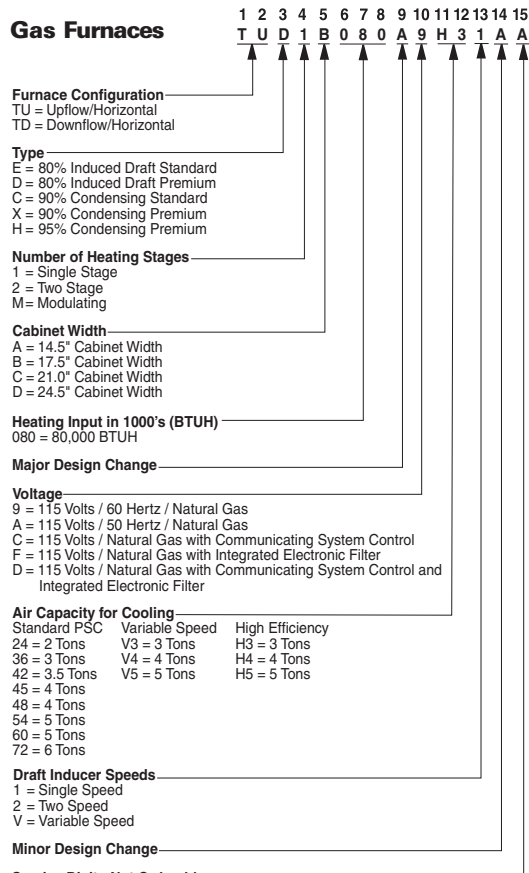 Gas Furnaces
1 2 3 4 5 6 7 8 9 10 11 12 13 14 15
T U D 1 B 0 8 0 A 9 H 3 1 A A
Furnace Configuration
TU = Upflow/Horizontal
TD = Downflow/Horizontal
Type
E = 80% Induced Draft Standard
D = 80% Induced Draft Premium
C = 90% Condensing Standard
X = 90% Condensing Premium
H = 95% Condensing Premium
Number of Heating Stages
1 = Single Stage
2 = Two Stage
M= Modulating
Cabinet Width
A = 14.5" Cabinet Width
B = 17.5" Cabinet Width
C = 21.0" Cabinet Width
D = 24.5" Cabinet Width
Heating Input in 1000's (BTUH)
080 = 80,000 BTUH
Major Design Change
Voltage
9 = 115 Volts / 60 Hertz / Natural Gas
A = 115 Volts / 50 Hertz / Natural Gas
C = 115 Volts / Natural Gas with Communicating System Control
F = 115 Volts / Natural Gas with Integrated Electronic Filter
D = 115 Volts / Natural Gas with Communicating System Control and
Integrated Electronic Filter
Air Capacity for Cooling
Standard PSC Variable Speed High Efficiency
24 = 2 Tons V3 = 3 Tons H3 = 3 Tons
36 = 3 Tons V4 = 4 Tons H4 = 4 Tons
42 = 3.5 Tons V5 = 5 Tons H5 = 5 Tons
45 = 4 Tons
48 = 4 Tons
54 = 5 Tons
60 = 5 Tons
72 = 6 Tons
Draft Inducer Speeds
1 = Single Speed
2 = Two Speed
V = Variable Speed
Minor Design Change